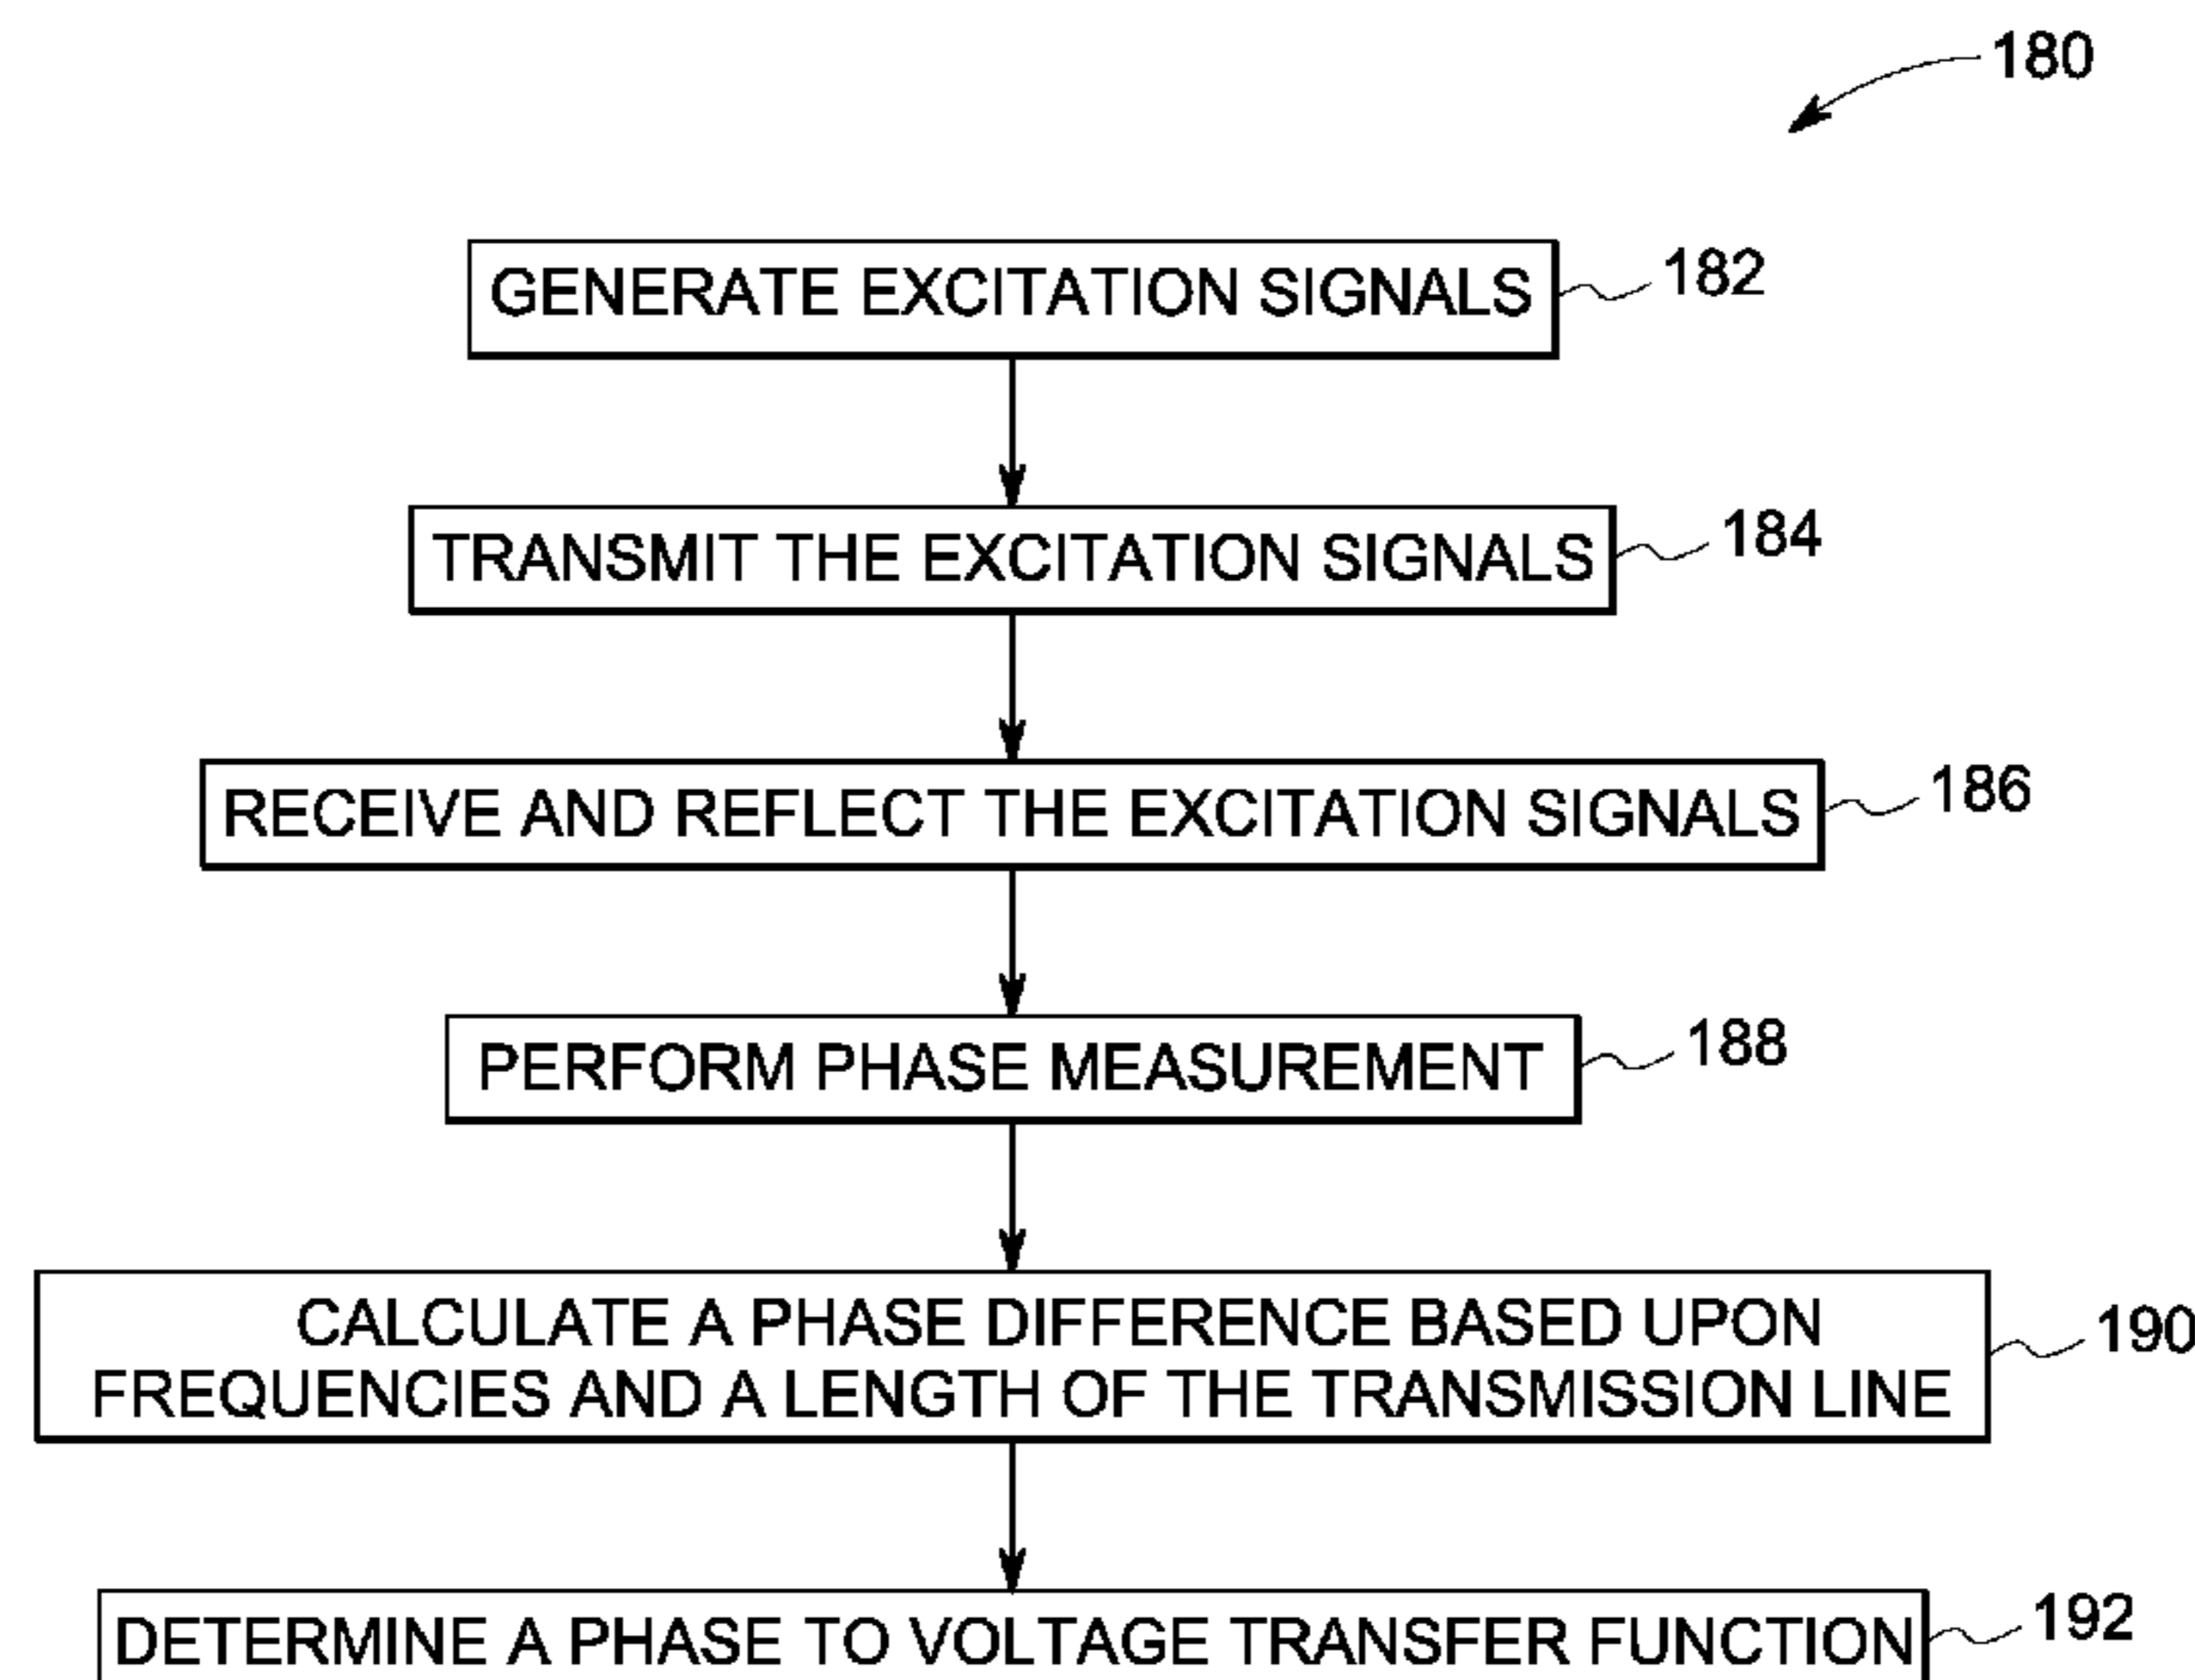 180
GENERATE EXCITATION SIGNALS
182
TRANSMIT THE EXCITATION SIGNALS
184
RECEIVE AND REFLECT THE EXCITATION SIGNALS
186
PERFORM PHASE MEASUREMENT
188
CALCULATE A PHASE DIFFERENCE BASED UPON
FREQUENCIES AND A LENGTH OF THE TRANSMISSION LINE
190
DETERMINE A PHASE TO VOLTAGE TRANSFER FUNCTION
192